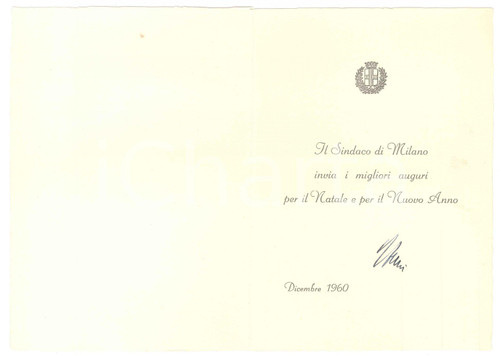 Il Sindaco di Milano
invia i migliori auguri
per il Natale e per il Nuovo Anno
Dicembre 1960